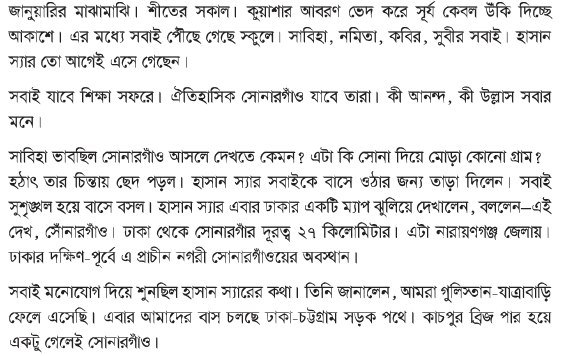 জানুয়ারির মাঝামাঝি। শীতের সকাল। কুয়াশার আবরণ ভেদ করে সূর্য কেবল উঁকি দিচ্ছে
আকাশে। এর মধ্যে সবাই পৌঁছে গেছে স্কুলে। সাবিহা, নমিতা, কবির, সুবীর সবাই। হাসান
স্যার তো আগেই এসে গেছেন।
সবাই যাবে শিক্ষা সফরে। ঐতিহাসিক সোনারগাঁও যাবে তারা। কী আনন্দ, কী উল্লাস সবার
মনে।
সাবিহা ভাবছিল সোনারগাঁও আসলে দেখতে কেমন? এটা কি সোনা দিয়ে মোড়া কোনো গ্রাম?
হঠাৎ তার চিন্তায় ছেদ পড়ল। হাসান স্যার সবাইকে বাসে ওঠার জন্য তাড়া দিলেন। সবাই
সুশৃঙ্খল হয়ে বাসে বসল। হাসান স্যার এবার ঢাকার একটি ম্যাপ ঝুলিয়ে দেখালেন, বললেন—এই
দেখ, সোঁনারগাঁও। ঢাকা থেকে সোনারগাঁর দূরত্ব ২৭ কিলোমিটার। এটা নারায়ণগঞ্জ জেলায়।
ঢাকার দক্ষিণ-পূর্বে এ প্রাচীন নগরী সোনারগাঁওয়ের অবস্থান।
সবাই মনোযোগ দিয়ে শুনছিল হাসান স্যারের কথা। তিনি জানালেন, আমরা গুলিস্তান-যাত্রাবাড়ি
ফেলে এসেছি। এবার আমাদের বাস চলছে ঢাকা-চট্টগ্রাম সড়ক পথে। কাচপুর ব্রিজ পার হয়ে
একটু গেলেই সোনারগাঁও।